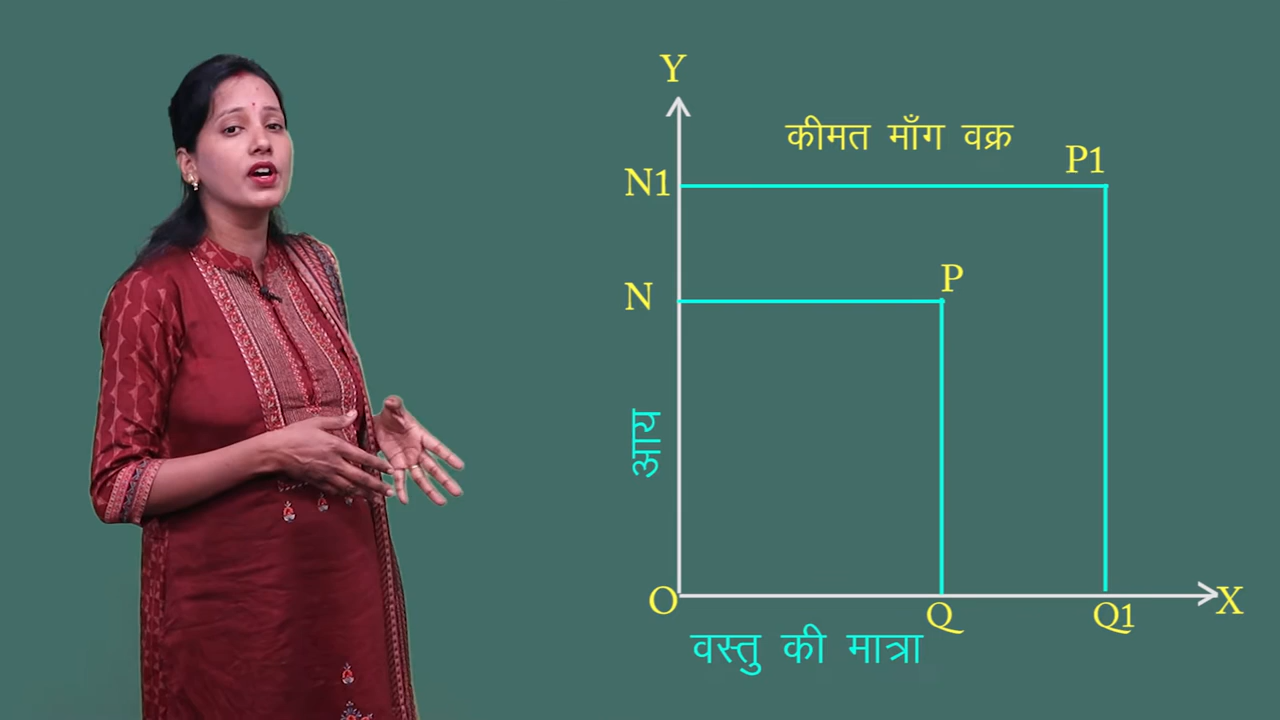 Y
कीमत माँग वक्र
P1
N1
P
N
आय
O
Q
Q1
X
वस्तु की मात्रा